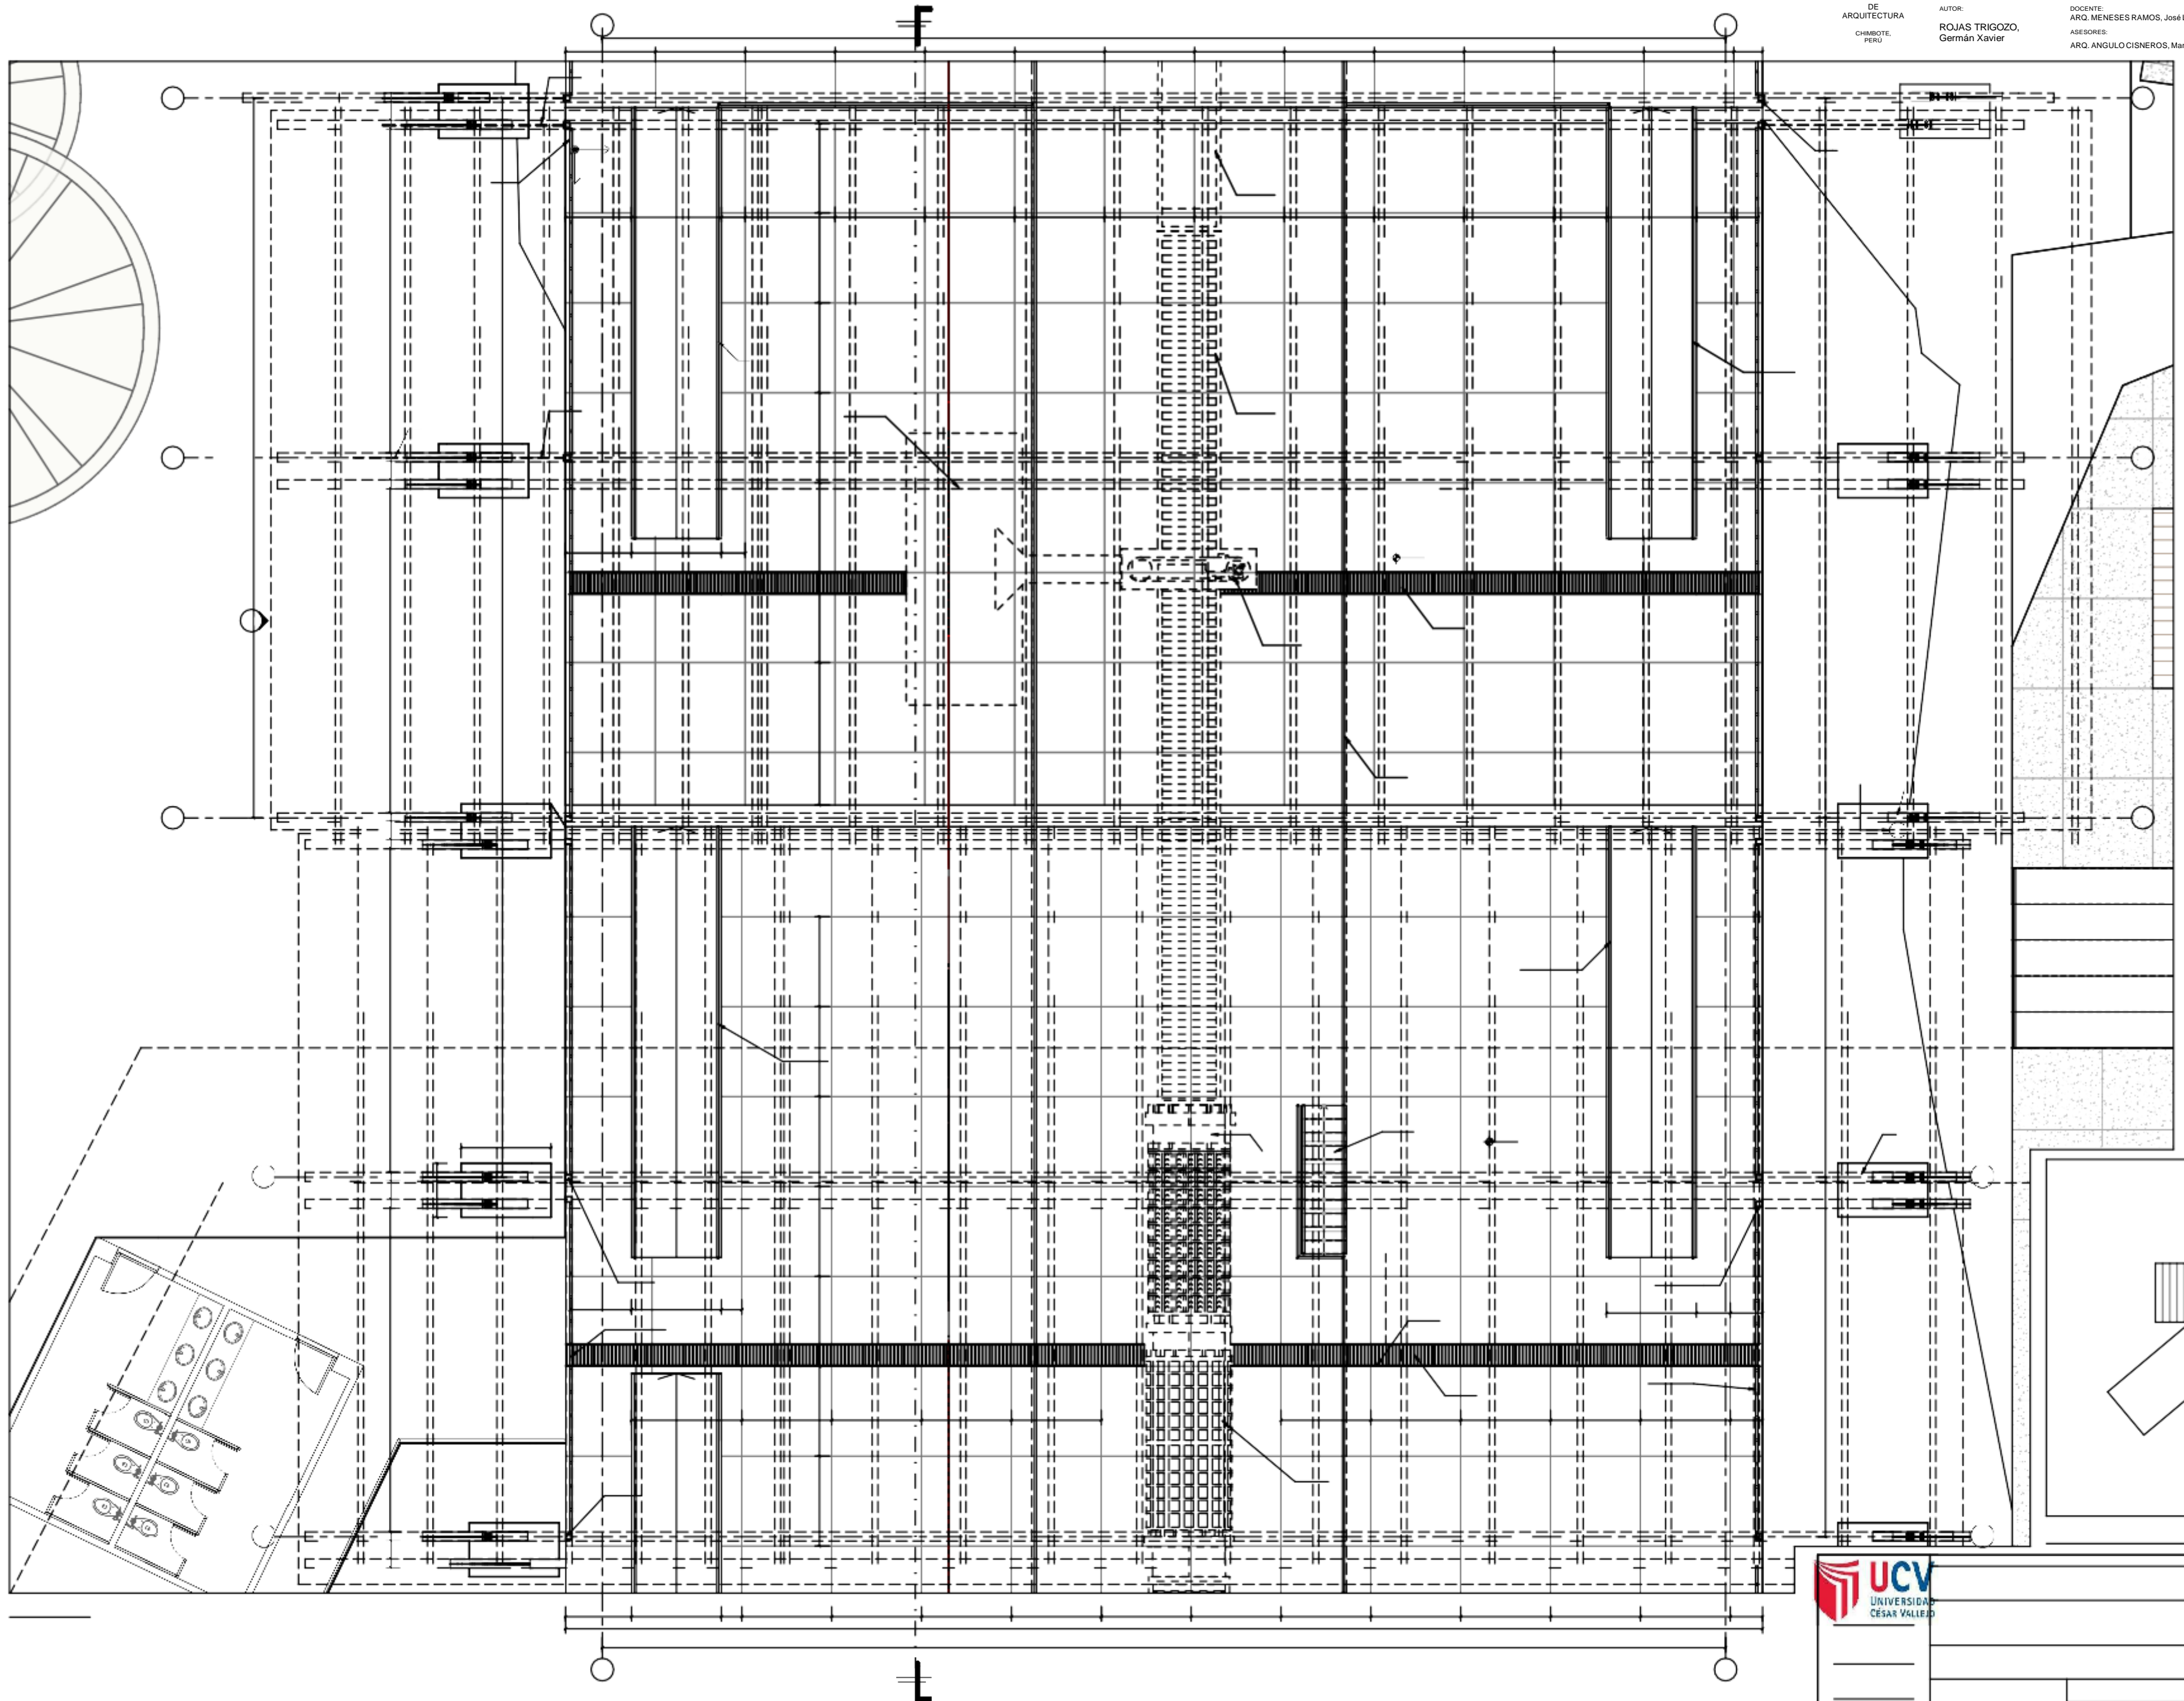 DE
ARQUITECTURA
CHIMBOTE,
PERÚ
AUTOR:
ROJAS TRIGOZO,
Germán Xavier
DOCENTE:
ARQ. MENESES RAMOS, José
ASESORES:
ARQ. ANGULO CISNEROS, Mar
UCV
UNIVERSIDAD
CÉSAR VALLEJO